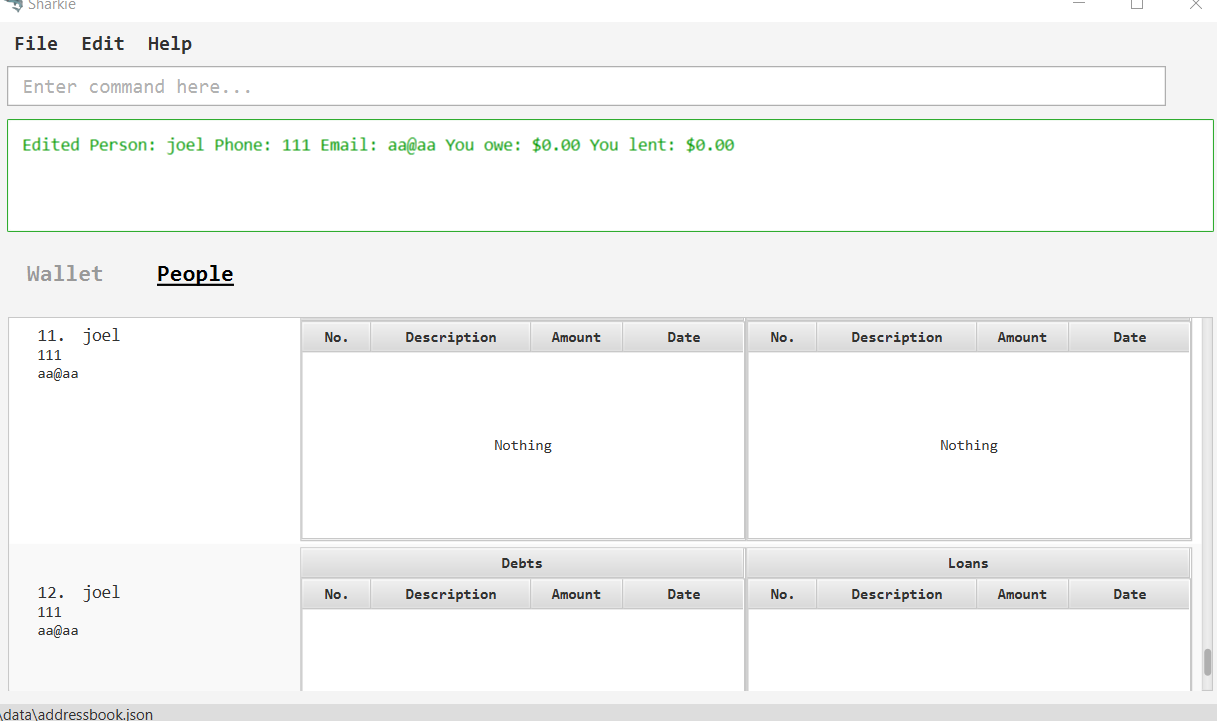 Sharkie
File Edit Help
Enter command here...
Edited Person: joel Phone: 111 Email: aa@aa You owe: $0.00 You lent: $0.00
Wallet People
11. joel
111
aa@aa
No. Description Amount Date No. Description Amount Date
Nothing Nothing
Debts Loans
12. joel
111
aa@aa
No. Description Amount Date No. Description Amount Date
\data\addressbook.json